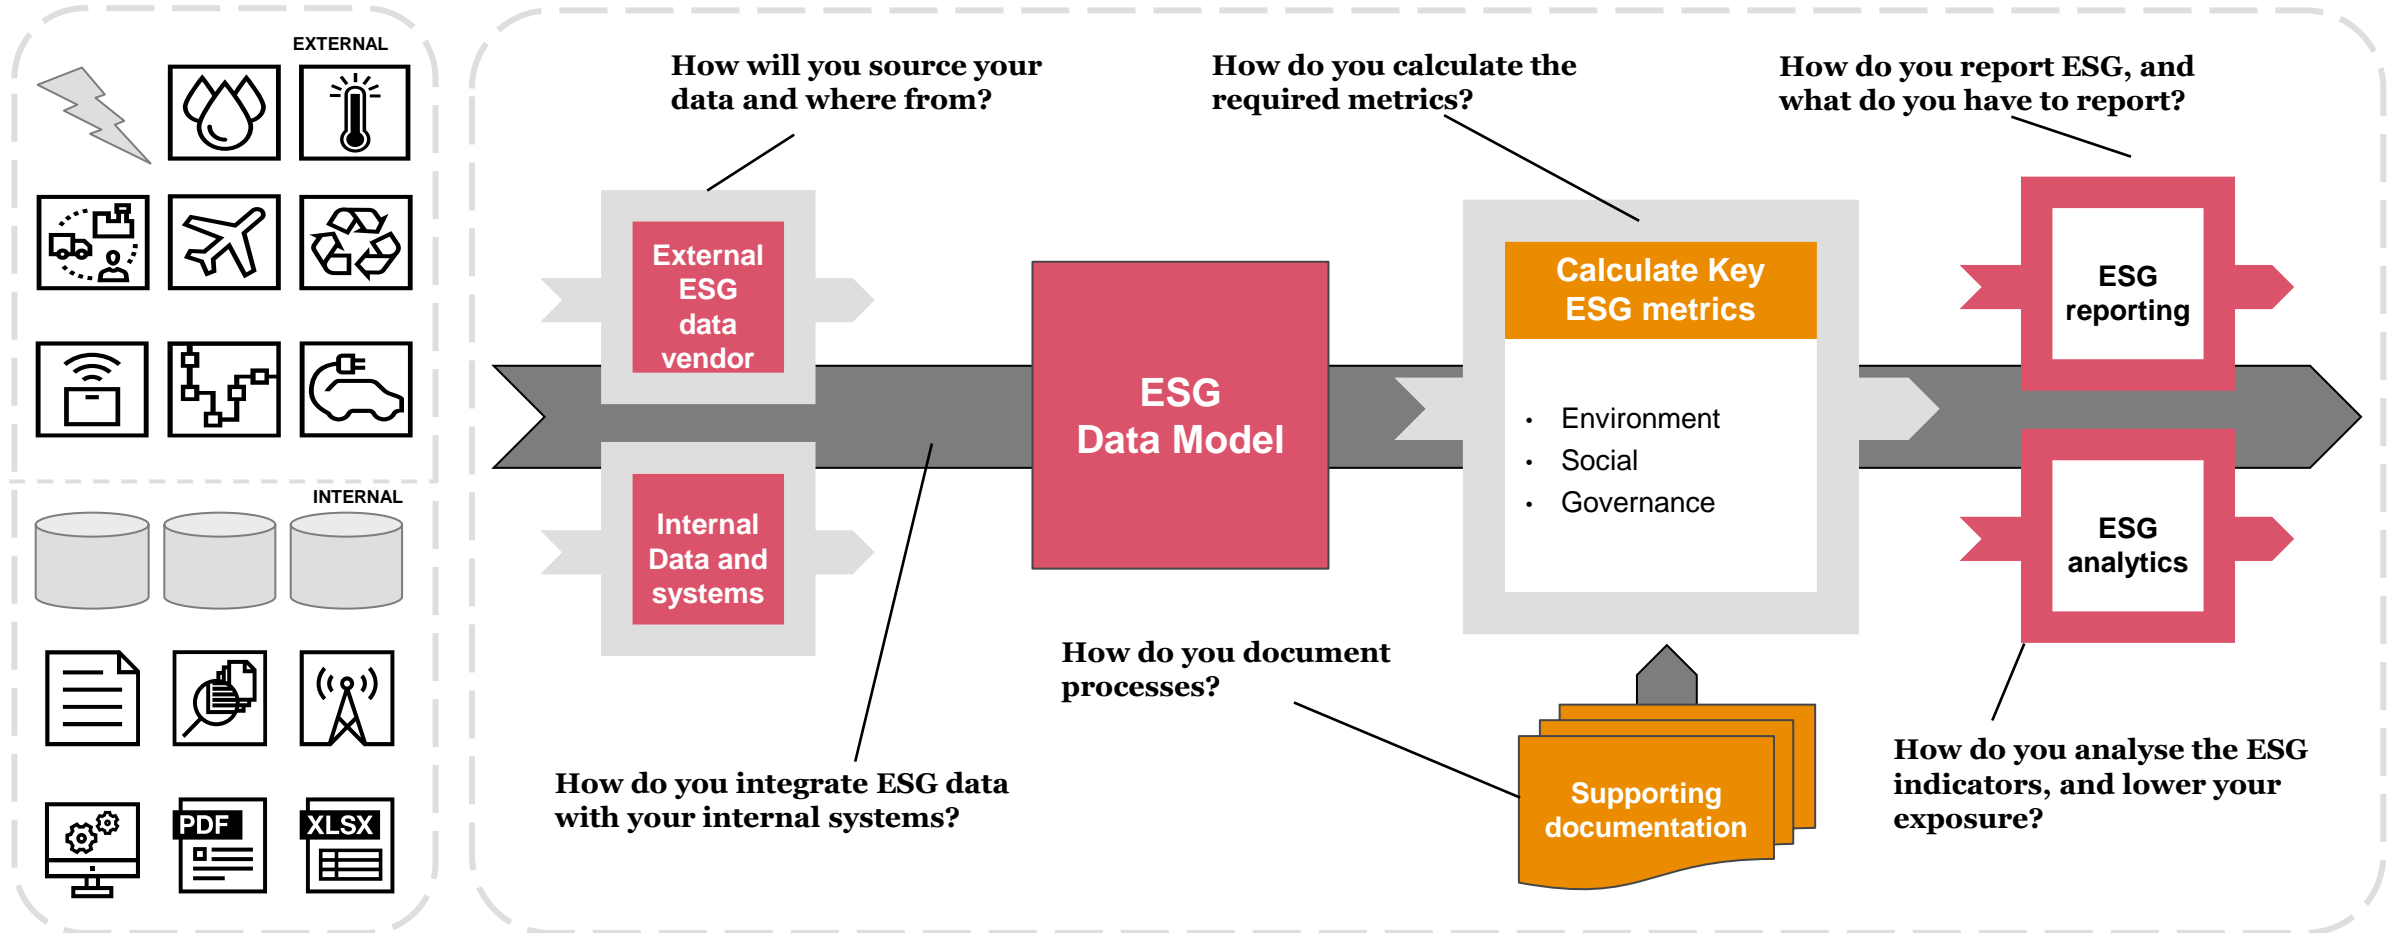 EXTERNAL
INTERNAL
PDF
XLSX
How will you source your
data and where from?
How do you calculate the
required metrics?
How do you report ESG, and
what do you have to report?
External
ESG
data
vendor
Internal
Data and
systems
ESG
Data Model
Calculate Key
ESG metrics
• Environment
• Social
• Governance
ESG
reporting
ESG
analytics
How do you document
processes?
How do you integrate ESG data
with your internal systems?
Supporting
documentation
How do you analyse the ESG
indicators, and lower your
exposure?